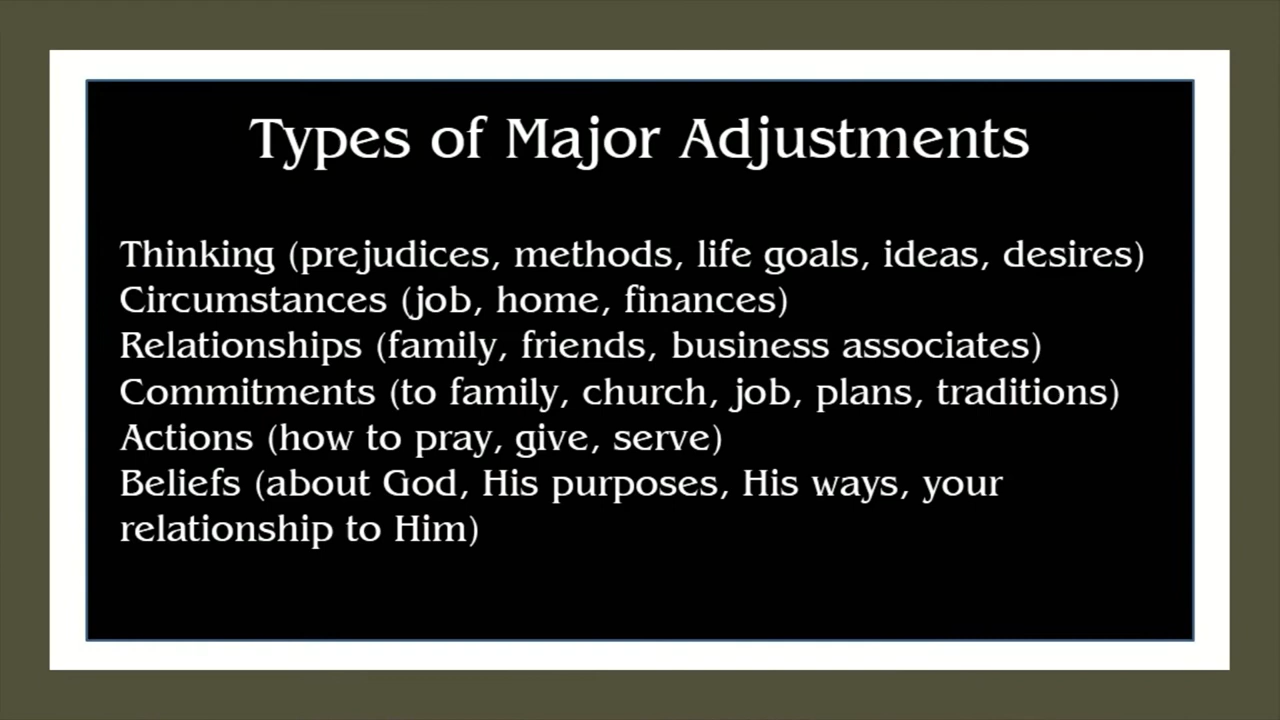 Types of Major Adjustments
Thinking (prejudices, methods, life goals, ideas, desires)
Circumstances (job, home, finances)
Relationships (family, friends, business associates)
Commitments (to family, church, job, plans, traditions)
Actions (how to pray, give, serve)
Beliefs (about God, His purposes, His ways, your
relationship to Him)